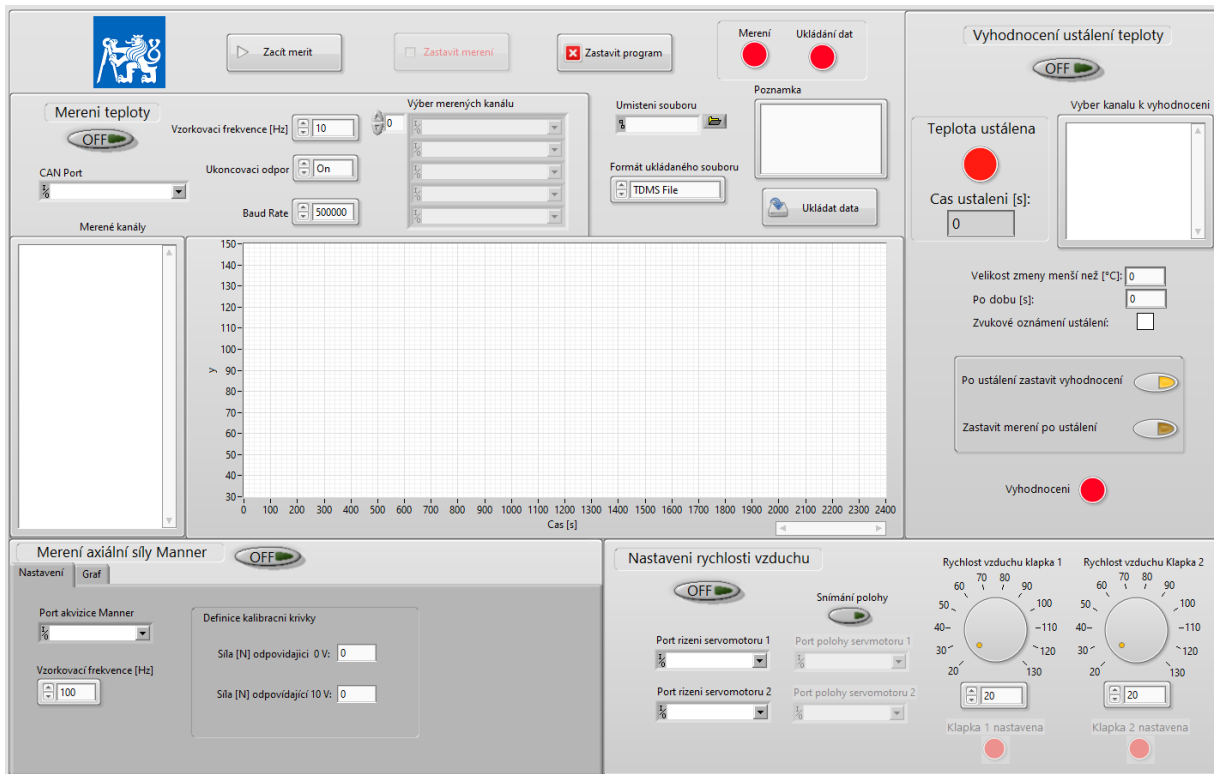 Zacít merit
Zastavit merení
Zastavit program
Merení
Ukládání dat
Mereni teploty
OFF
CAN Port
Vzorkovaci frekvence [Hz]
10
Ukoncovaci odpor
On
Baud Rate
500000
Výber merených kanálu
0
Umisteni souboru
Formát ukládaného souboru
TDMS File
Poznamka
Ukládat data
Vyhodnocení ustálení teploty
OFF
Vyber kanalu k vyhodnoceni
Teplota ustálena
Cas ustaleni [s]:
0
Velikost zmeny menší než [°C]:
0
Po dobu [s]:
0
Zvukové oznámení ustálení:
Po ustálení zastavit vyhodnocení
Zastavit merení po ustálení
Vyhodnoceni
Merené kanály
150
140
130
120
110
100
90
80
70
60
50
40
30
y
0 100 200 300 400 500 600 700 800 900 1000 1100 1200 1300 1400 1500 1600 1700 1800 1900 2000 2100 2200 2300 2400
Cas [s]
Merení axiální síly Manner
OFF
Nastavení
Graf
Port akvizice Manner
Vzorkovací frekvence [Hz]
100
Definice kalibracni krivky
Síla [N] odpovidajici 0 V:
0
Síla [N] odpovídající 10 V:
0
Nastaveni rychlosti vzduchu
OFF
Snímání polohy
Port rizeni servomotoru 1
Port polohy servmotoru 1
Port rizeni servomotoru 2
Port polohy servomotoru 2
Rychlost vzduchu klapka 1
20 30 40 50 60 70 80 90 100 110 120 130
20
Klapka 1 nastavena
Rychlost vzduchu Klapka 2
20 30 40 50 60 70 80 90 100 110 120 130
20
Klapka 2 nastavena